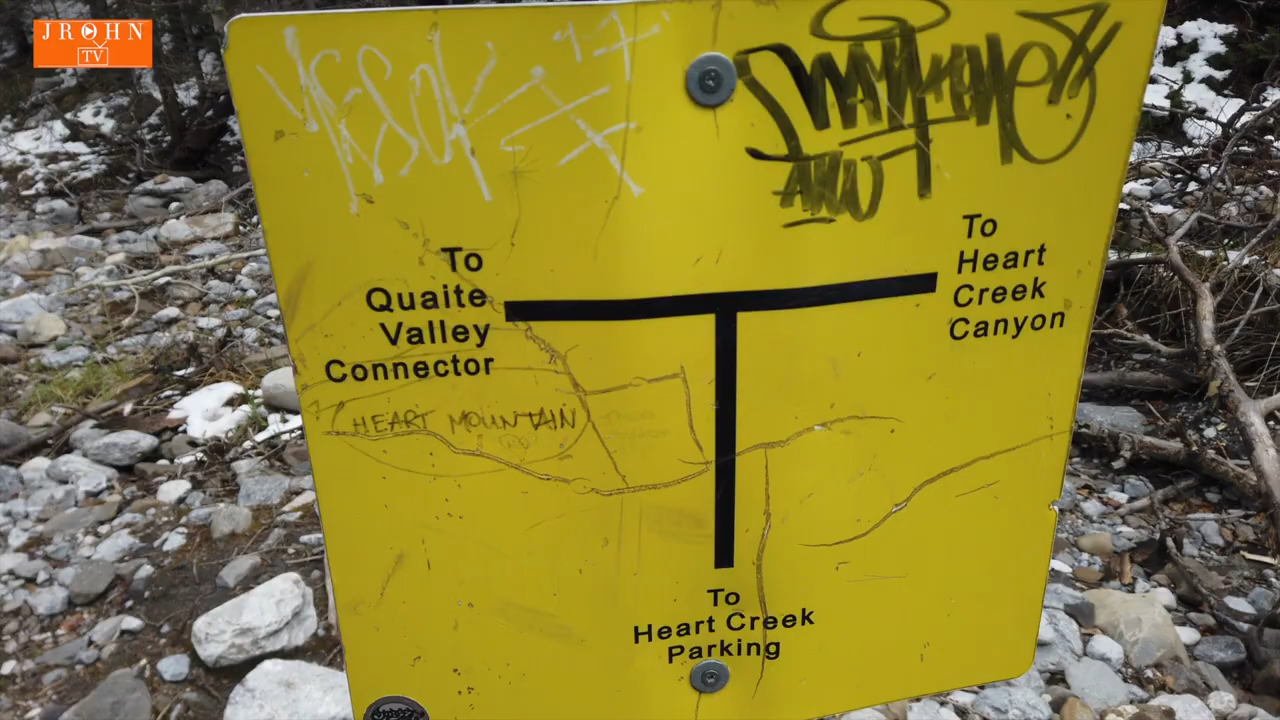 JROHN
TV
To
Quaite
Valley
Connector
To
Heart
Creek
Canyon
HEART MOUNTAIN
To
Heart Creek
Parking